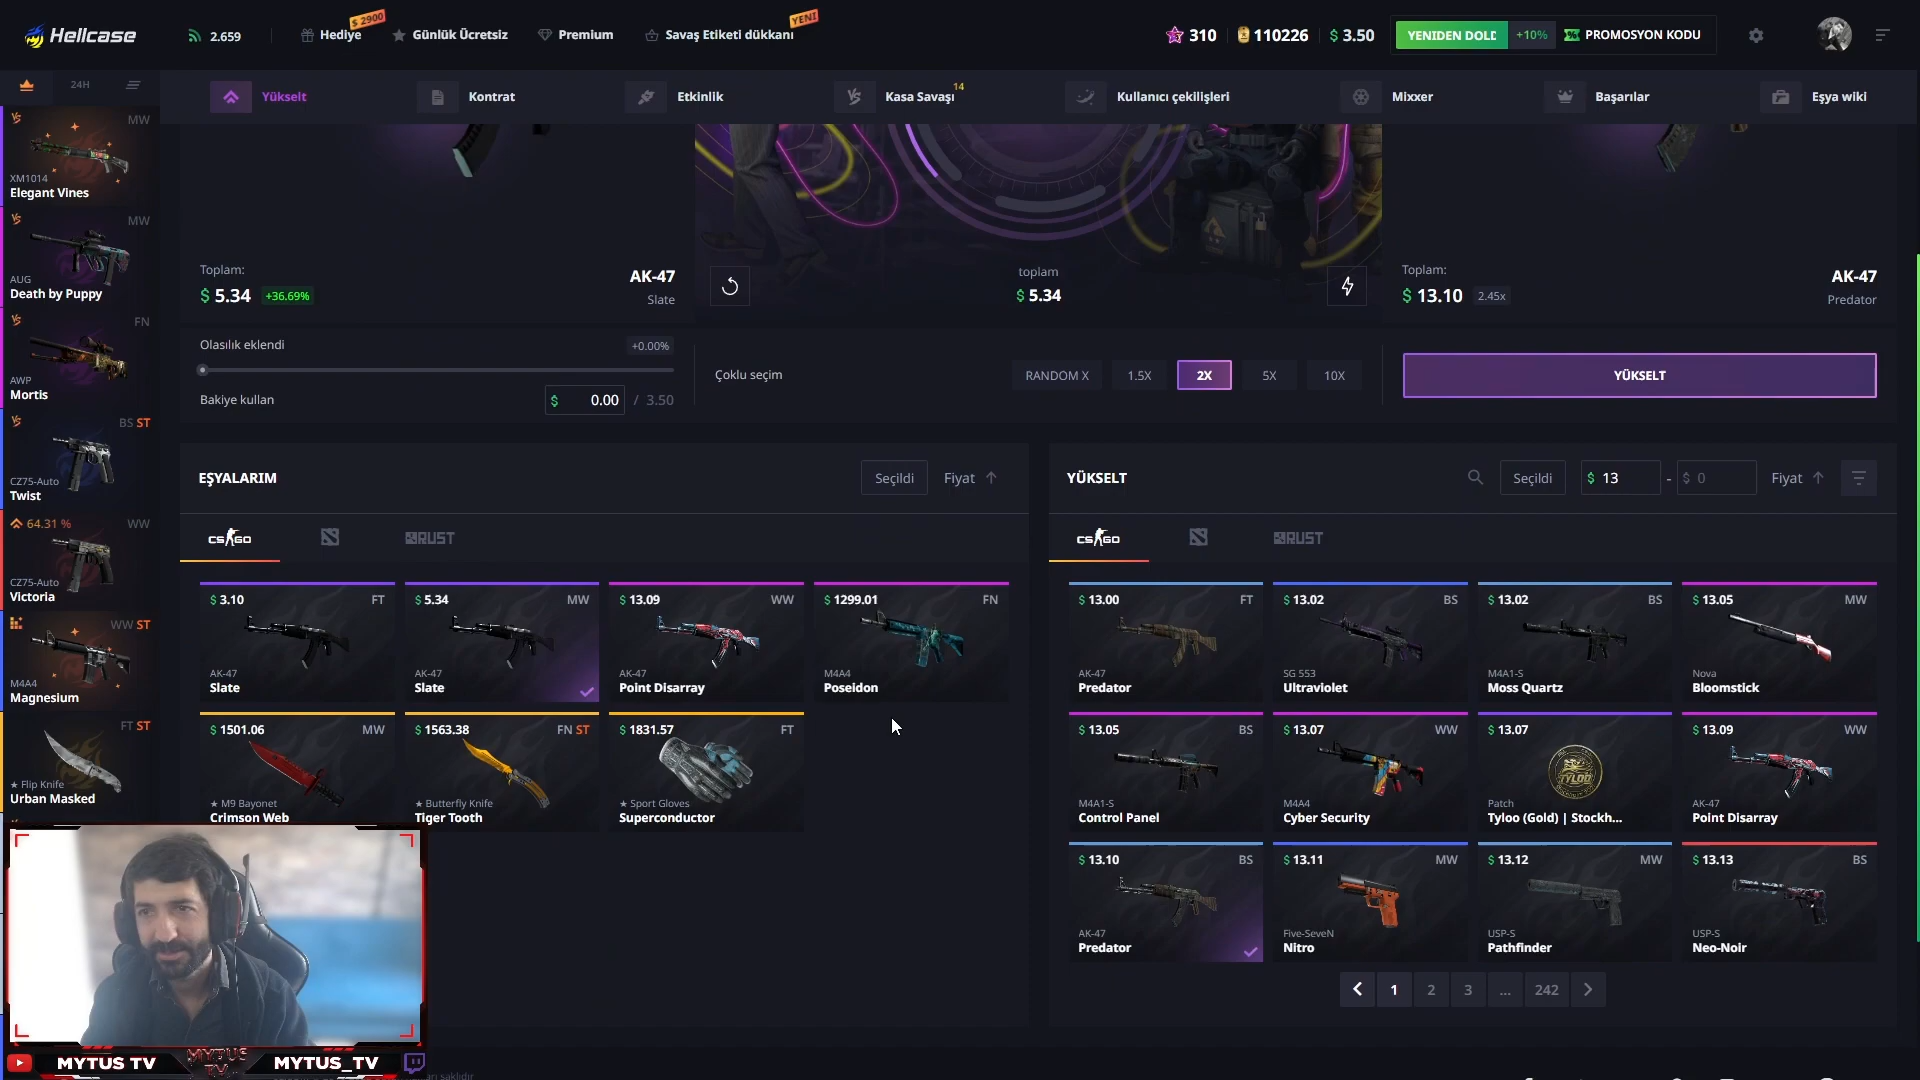 Hellcase
2.659
Hediye
$ 2900
Günlük Ücretsiz
Premium
Savaş Etiketi dükkanı
YENİ
310
110226
$ 3.50
YENİDEN DOLD
+10%
PROMOSYON KODU
24H
Yükselt
Kontrat
Etkinlik
Kasa Savaşı
14
Kullanıcı çekilişleri
Mixxer
Başarılar
Eşya wiki
MW
XM1014
Elegant Vines
MW
AUG
Death by Puppy
FN
AWP
Mortis
BS ST
CZ75-Auto
Twist
64.31 %
WW
CZ75-Auto
Victoria
WW ST
M4A4
Magnesium
FT ST
★ Flip Knife
Urban Masked
Toplam:
$ 5.34
+36.69%
AK-47
Slate
toplam
$ 5.34
Toplam:
$ 13.10
2.45x
AK-47
Predator
Olasılık eklendi
+0.00%
Bakiye kullan
$ 0.00 / 3.50
Çoklu seçim
RANDOM X
1.5X
2X
5X
10X
YÜKSELT
EŞYALARIM
Seçildi
Fiyat
CS GO
RUST
$ 3.10
FT
AK-47
Slate
$ 5.34
MW
AK-47
Slate
$ 13.09
WW
AK-47
Point Disarray
$ 1299.01
FN
M4A4
Poseidon
$ 1501.06
MW
★ M9 Bayonet
Crimson Web
$ 1563.38
FN ST
★ Butterfly Knife
Tiger Tooth
$ 1831.57
FT
★ Sport Gloves
Superconductor
YÜKSELT
Seçildi
$ 13
-
$ 0
Fiyat
CS GO
RUST
$ 13.00
FT
AK-47
Predator
$ 13.02
BS
SG 553
Ultraviolet
$ 13.02
BS
M4A1-S
Moss Quartz
$ 13.05
MW
Nova
Bloomstick
$ 13.05
BS
M4A1-S
Control Panel
$ 13.07
WW
M4A4
Cyber Security
$ 13.07
Patch
Tyloo (Gold) | Stockh...
$ 13.09
WW
AK-47
Point Disarray
$ 13.10
BS
AK-47
Predator
$ 13.11
MW
Five-SeveN
Nitro
$ 13.12
MW
USP-S
Pathfinder
$ 13.13
BS
USP-S
Neo-Noir
1
2
3
...
242
MYTUS TV
MYTUS TV
MYTUS_TV